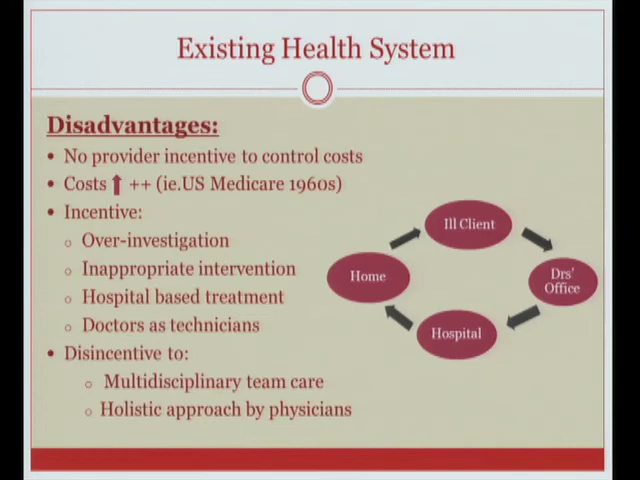 Existing Health System
Disadvantages:
• No provider incentive to control costs
• Costs ⬆ ++ (ie.US Medicare 1960s)
• Incentive:
o Over-investigation
o Inappropriate intervention
o Hospital based treatment
o Doctors as technicians
• Disincentive to:
o Multidisciplinary team care
o Holistic approach by physicians
Ill Client
Drs'
Office
Hospital
Home